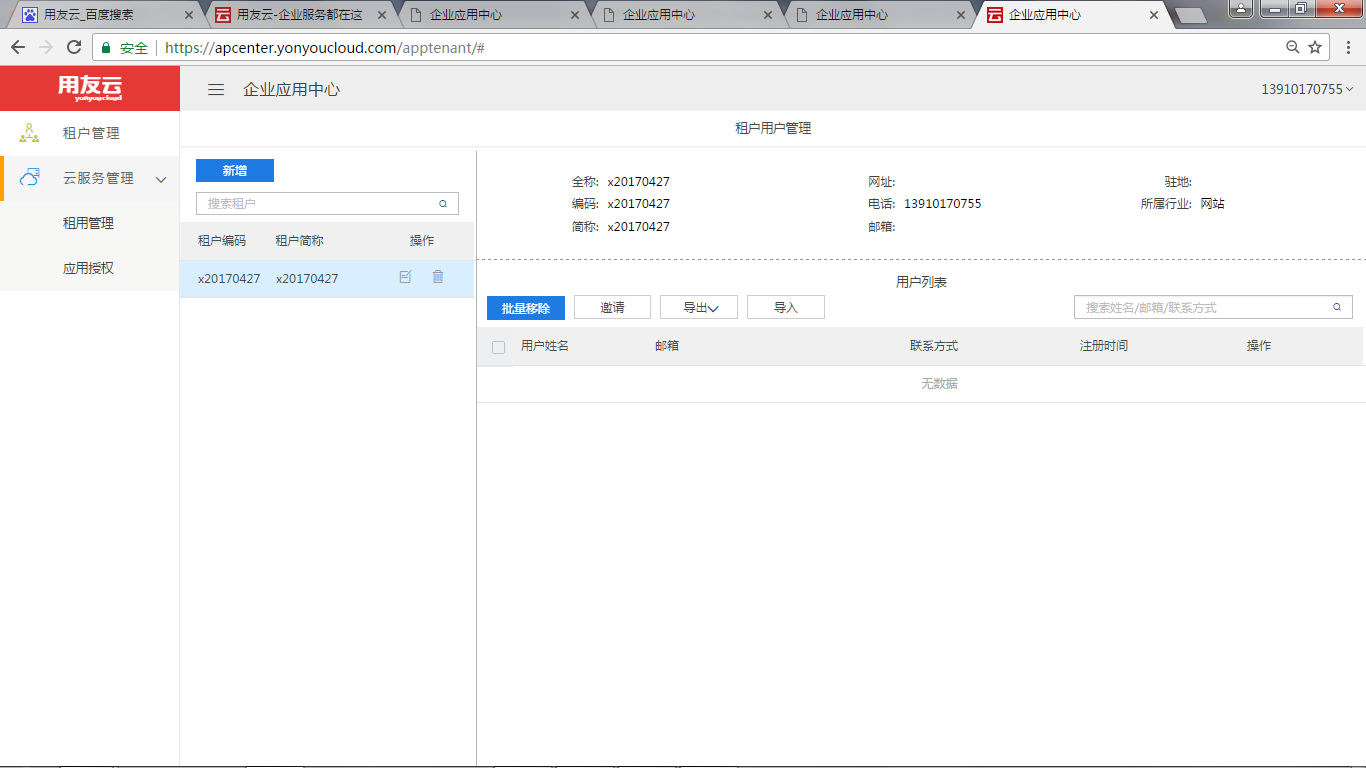 用友云_百度搜索
用友云-企业服务都在这
企业应用中心
企业应用中心
企业应用中心
企业应用中心
安全 https://apcenter.yonyoucloud.com/apptenant/#
用友云
yonyou cloud
企业应用中心
13910170755
租户管理
云服务管理
租用管理
应用授权
租户用户管理
新增
搜索租户
租户编码 租户简称 操作
x20170427 x20170427
全称: x20170427 网址: 驻地:
编码: x20170427 电话: 13910170755 所属行业: 网站
简称: x20170427 邮箱:
用户列表
批量移除 邀请 导出 导入 搜索姓名/邮箱/联系方式
用户姓名 邮箱 联系方式 注册时间 操作
无数据